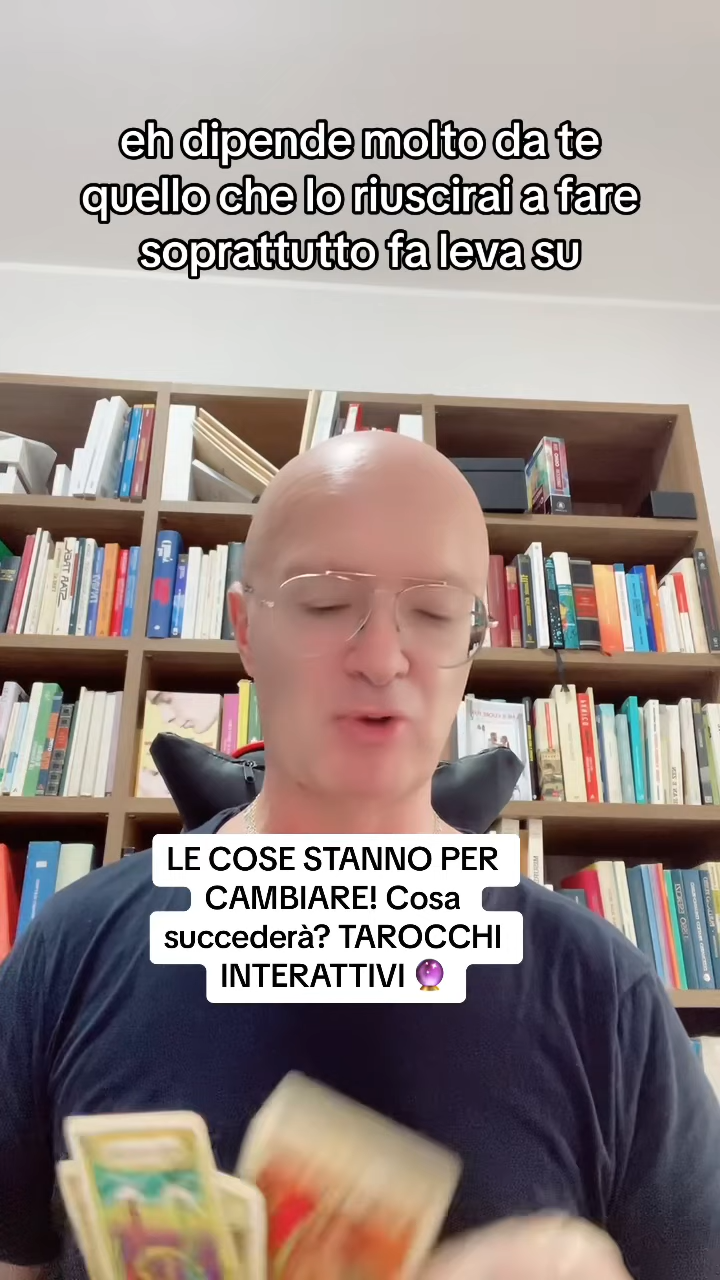 eh dipende molto da te
quello che lo riuscirai a fare
soprattutto fa leva su
LE COSE STANNO PER
CAMBIARE! Cosa
succederà? TAROCCHI
INTERATTIVI 🔮